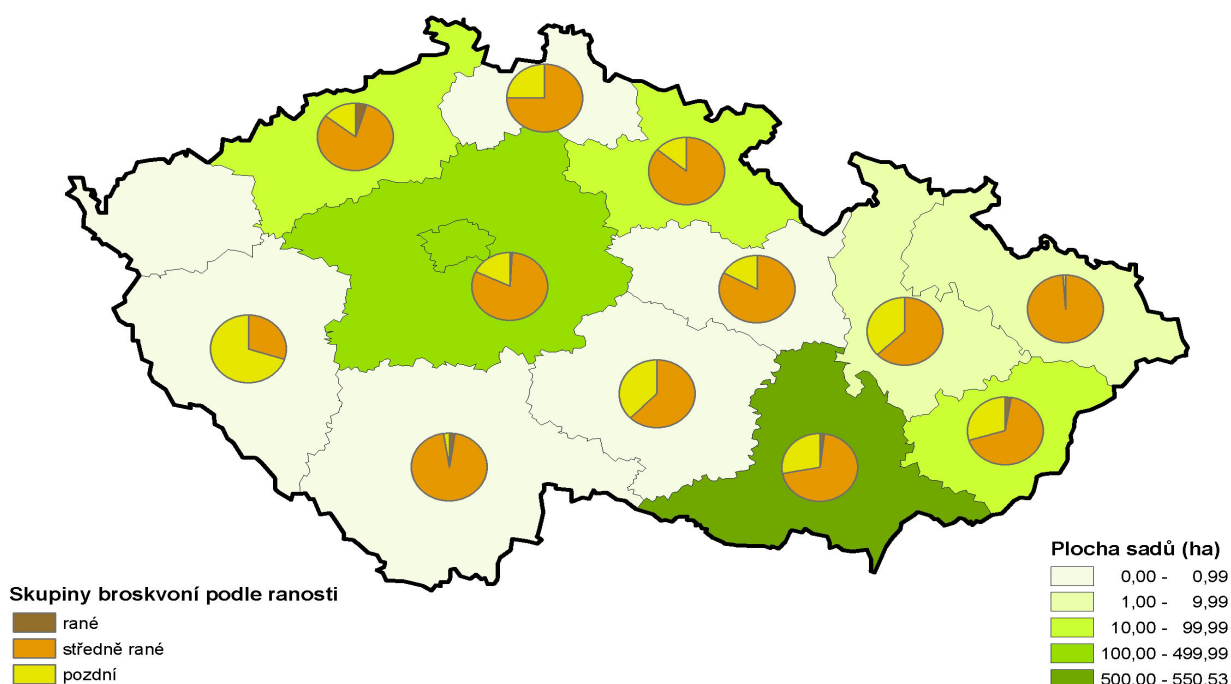 Skupiny broskvoní podle ranosti
rané
středně rané
pozdní
Plocha sadů (ha)
0,00 - 0,99
1,00 - 9,99
10,00 - 99,99
100,00 - 499,99
500,00 - 550,53